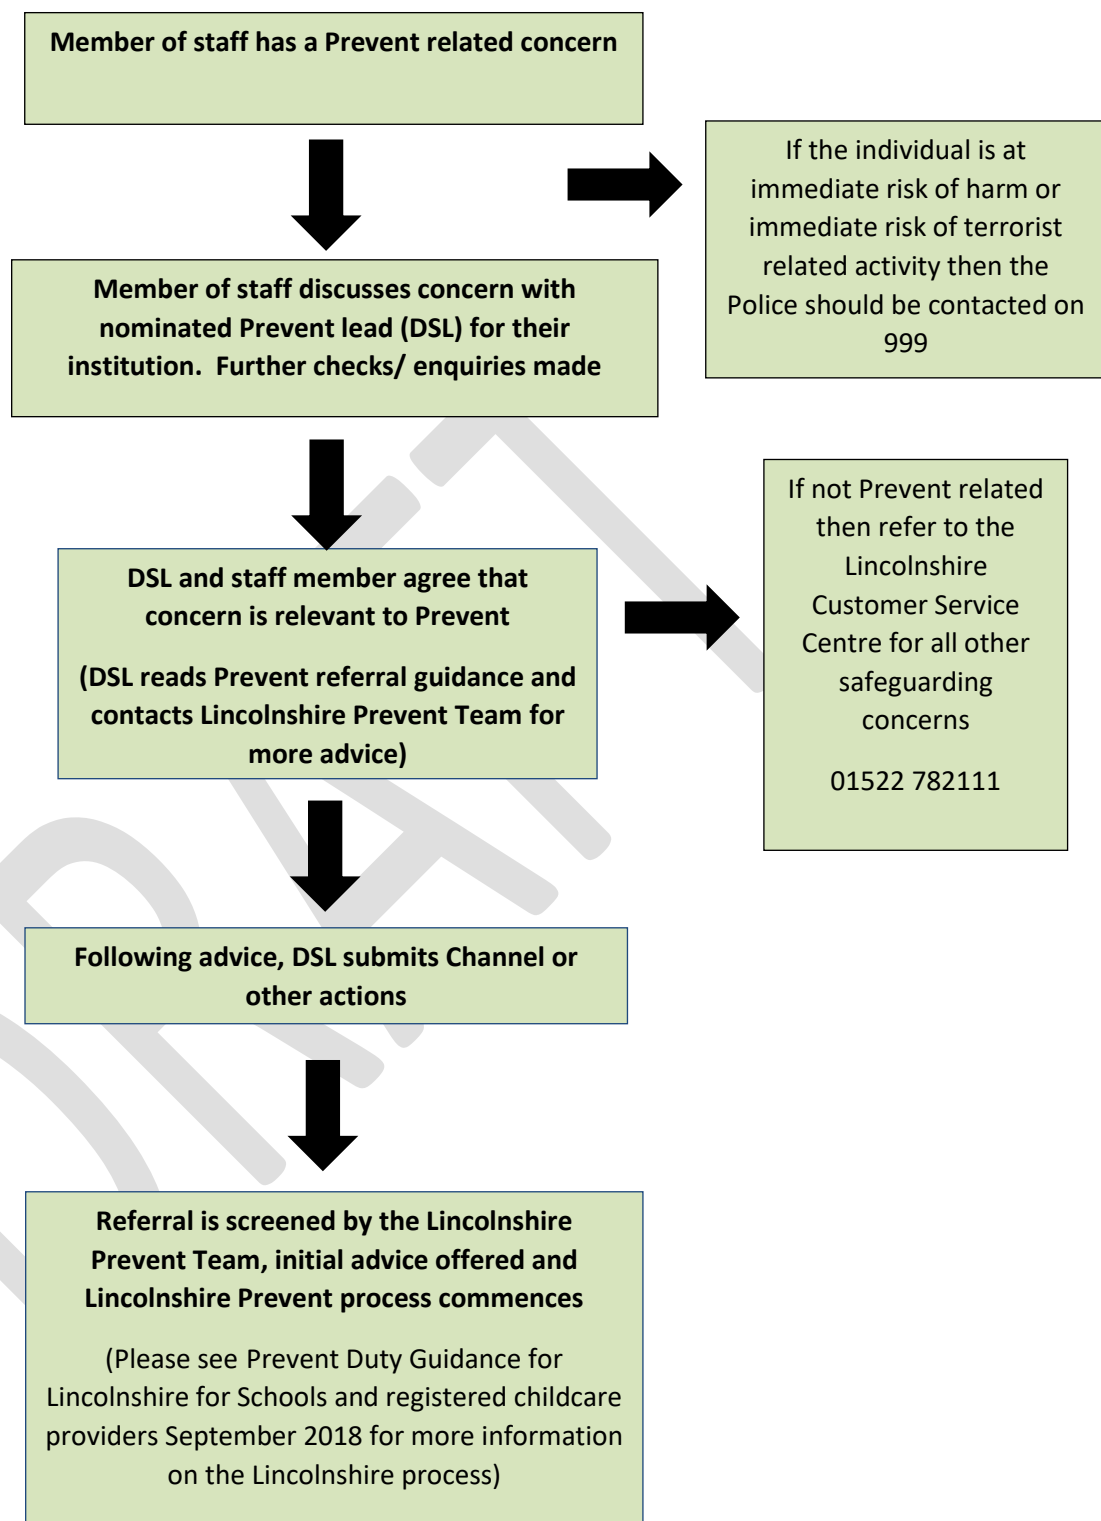 Member of staff has a Prevent related concern
If the individual is at
immediate risk of harm or
immediate risk of terrorist
related activity then the
Police should be contacted on
999
Member of staff discusses concern with
nominated Prevent lead (DSL) for their
institution.  Further checks/ enquiries made
If not Prevent related
then refer to the
Lincolnshire
Customer Service
Centre for all other
safeguarding
concerns
01522 782111
DSL and staff member agree that
concern is relevant to Prevent
(DSL reads Prevent referral guidance and
contacts Lincolnshire Prevent Team for
more advice)
Following advice, DSL submits Channel or
other actions
Referral is screened by the Lincolnshire
Prevent Team, initial advice offered and
Lincolnshire Prevent process commences
(Please see Prevent Duty Guidance for
Lincolnshire for Schools and registered childcare
providers September 2018 for more information
on the Lincolnshire process)
DRAFT